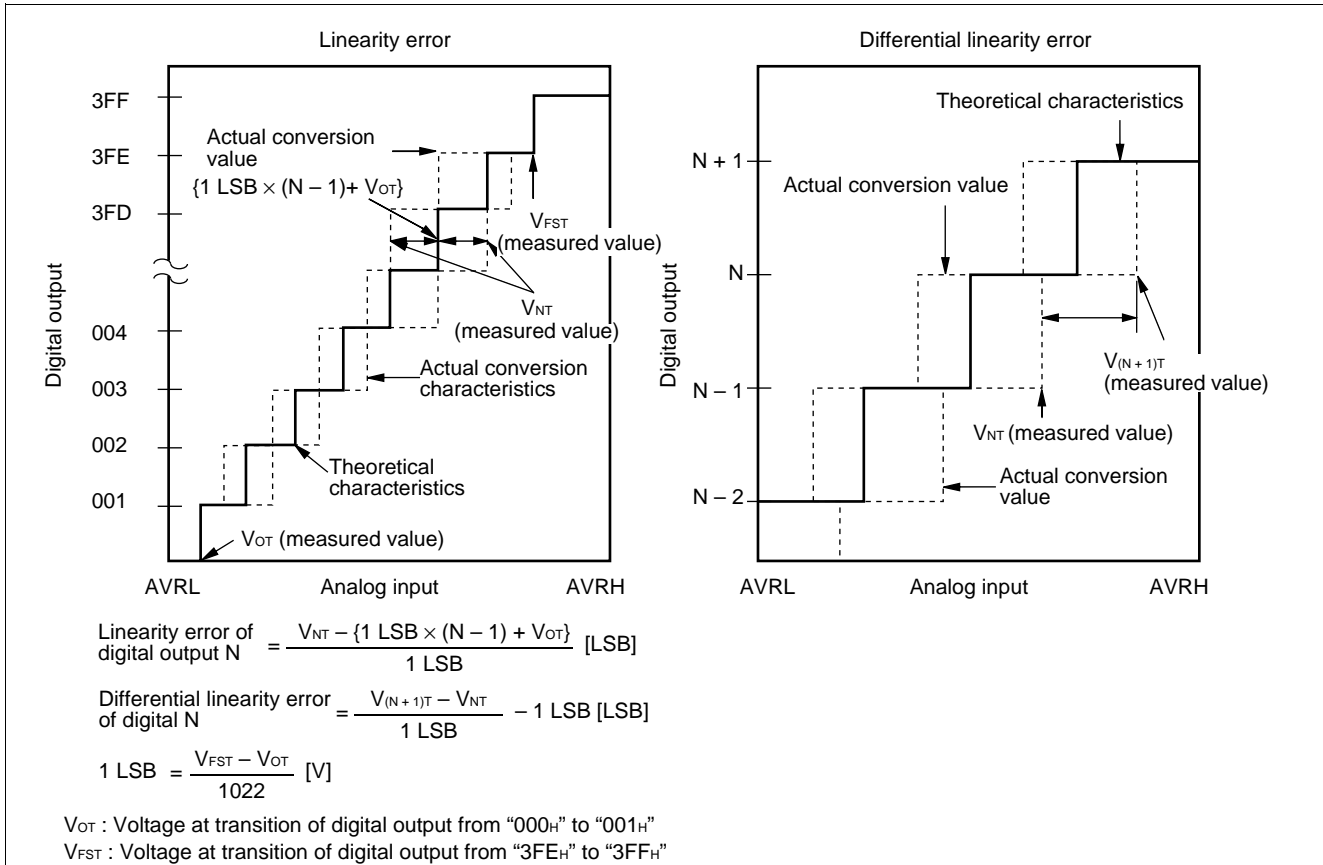 Linearity error
3FF
3FE
3FD
004
003
002
001
Digital output
Actual conversion
value
{1 LSB × (N – 1)+ VOT}
VFST
(measured value)
VNT
(measured value)
Actual conversion
characteristics
Theoretical
characteristics
VOT (measured value)
AVRL
Analog input
AVRH
Differential linearity error
Theoretical characteristics
N + 1
N
N – 1
N – 2
Digital output
Actual conversion value
V(N + 1)T
(measured value)
VNT (measured value)
Actual conversion
value
AVRL
Analog input
AVRH
Linearity error of
digital output N = VNT – {1 LSB × (N – 1) + VOT} / 1 LSB [LSB]
Differential linearity error
of digital N = V(N + 1)T – VNT / 1 LSB – 1 LSB [LSB]
1 LSB = VFST – VOT / 1022 [V]
VOT : Voltage at transition of digital output from “000H” to “001H”
VFST : Voltage at transition of digital output from “3FEH” to “3FFH”